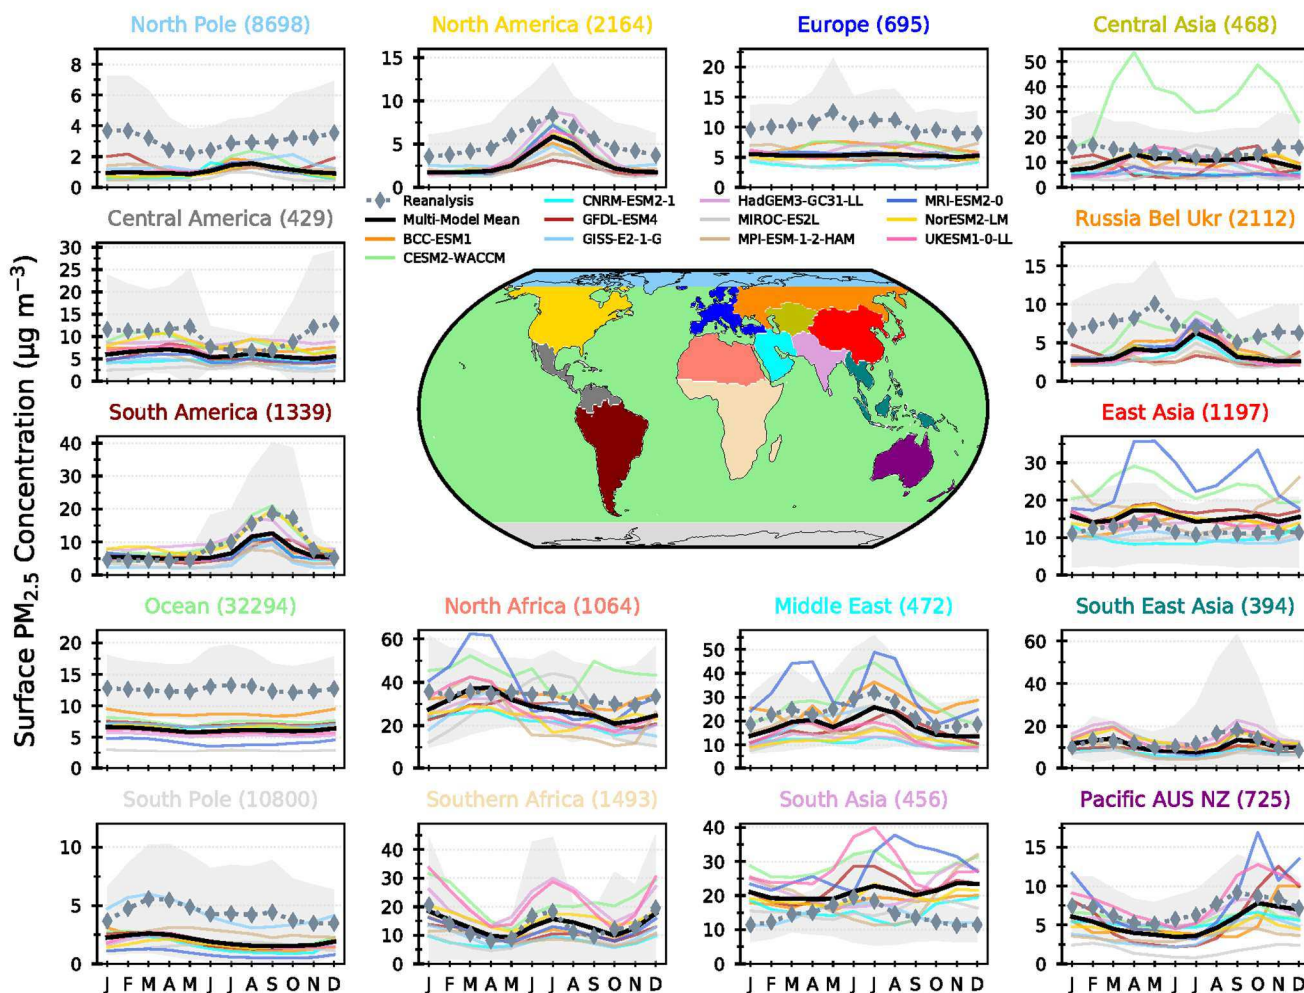 North Pole (8698)
North America (2164)
Europe (695)
Central Asia (468)
8
6
4
2
0
15
10
5
0
20
15
10
5
0
50
40
30
20
10
0
Reanalysis
Multi-Model Mean
BCC-ESM1
CESM2-WACCM
CNRM-ESM2-1
GFDL-ESM4
GISS-E2-1-G
HadGEM3-GC31-LL
MIROC-ES2L
MPI-ESM-1-2-HAM
MRI-ESM2-0
NorESM2-LM
UKESM1-0-LL
Central America (429)
Russia Bel Ukr (2112)
30
25
20
15
10
5
0
15
10
5
0
South America (1339)
East Asia (1197)
40
30
20
10
0
30
20
10
0
Surface PM2.5 Concentration (µg m−3)
Ocean (32294)
North Africa (1064)
Middle East (472)
South East Asia (394)
20
15
10
5
0
60
40
20
0
50
40
30
20
10
0
60
40
20
0
South Pole (10800)
Southern Africa (1493)
South Asia (456)
Pacific AUS NZ (725)
10
5
0
40
30
20
10
0
40
30
20
10
0
15
10
5
0
J F M A M J J A S O N D
J F M A M J J A S O N D
J F M A M J J A S O N D
J F M A M J J A S O N D